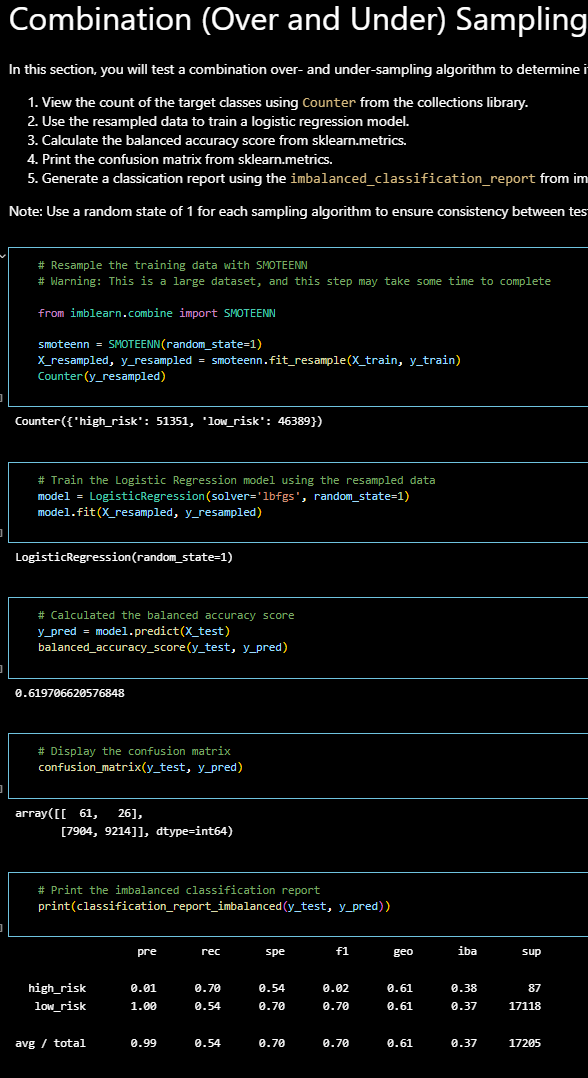 Combination (Over and Under) Sampling
In this section, you will test a combination over- and under-sampling algorithm to determine
1. View the count of the target classes using Counter from the collections library.
2. Use the resampled data to train a logistic regression model.
3. Calculate the balanced accuracy score from sklearn.metrics.
4. Print the confusion matrix from sklearn.metrics.
5. Generate a classication report using the imbalanced_classification_report from
Note: Use a random state of 1 for each sampling algorithm to ensure consistency between
# Resample the training data with SMOTEENN
# Warning: This is a large dataset, and this step may take some time to complete
from imblearn.combine import SMOTEENN
smoteenn = SMOTEENN(random_state=1)
X_resampled, y_resampled = smoteenn.fit_resample(X_train, y_train)
Counter(y_resampled)
Counter({'high_risk': 51351, 'low_risk': 46389})
# Train the Logistic Regression model using the resampled data
model = LogisticRegression(solver='lbfgs', random_state=1)
model.fit(X_resampled, y_resampled)
LogisticRegression(random_state=1)
# Calculated the balanced accuracy score
y_pred = model.predict(X_test)
balanced_accuracy_score(y_test, y_pred)
0.619706620576848
# Display the confusion matrix
confusion_matrix(y_test, y_pred)
array([[ 61, 26],
[7904, 9214]], dtype=int64)
# Print the imbalanced classification report
print(classification_report_imbalanced(y_test, y_pred))
pre rec spe f1 geo iba sup
high_risk 0.01 0.70 0.54 0.02 0.61 0.38 87
low_risk 1.00 0.54 0.70 0.70 0.61 0.37 17118
avg / total 0.99 0.54 0.70 0.70 0.61 0.37 17205